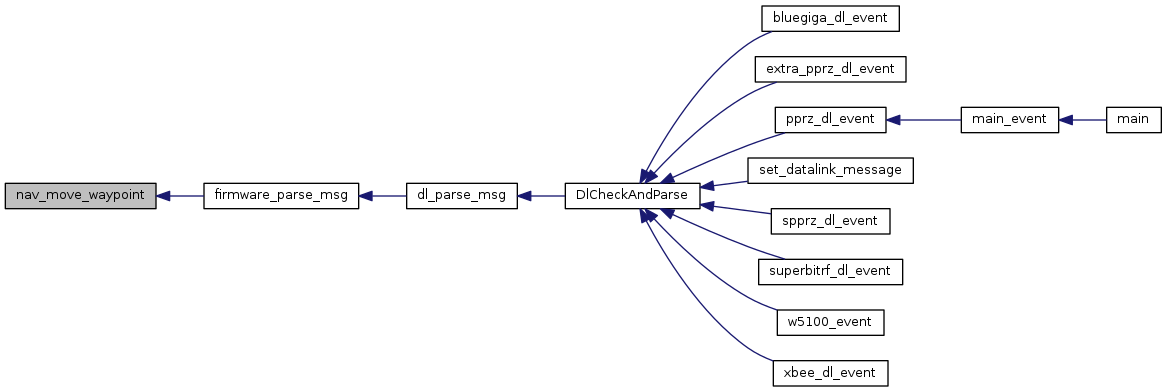 bluegiga_dl_event
extra_pprz_dl_event
pprz_dl_event
main_event
main
set_datalink_message
nav_move_waypoint
firmware_parse_msg
dl_parse_msg
DlCheckAndParse
spprz_dl_event
superbitrf_dl_event
w5100_event
xbee_dl_event